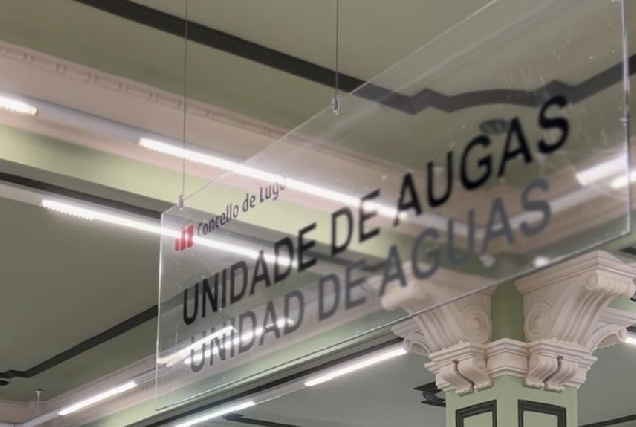 Concello de Lugo
UNIDADE DE AUGAS
UNIDAD DE AGUAS